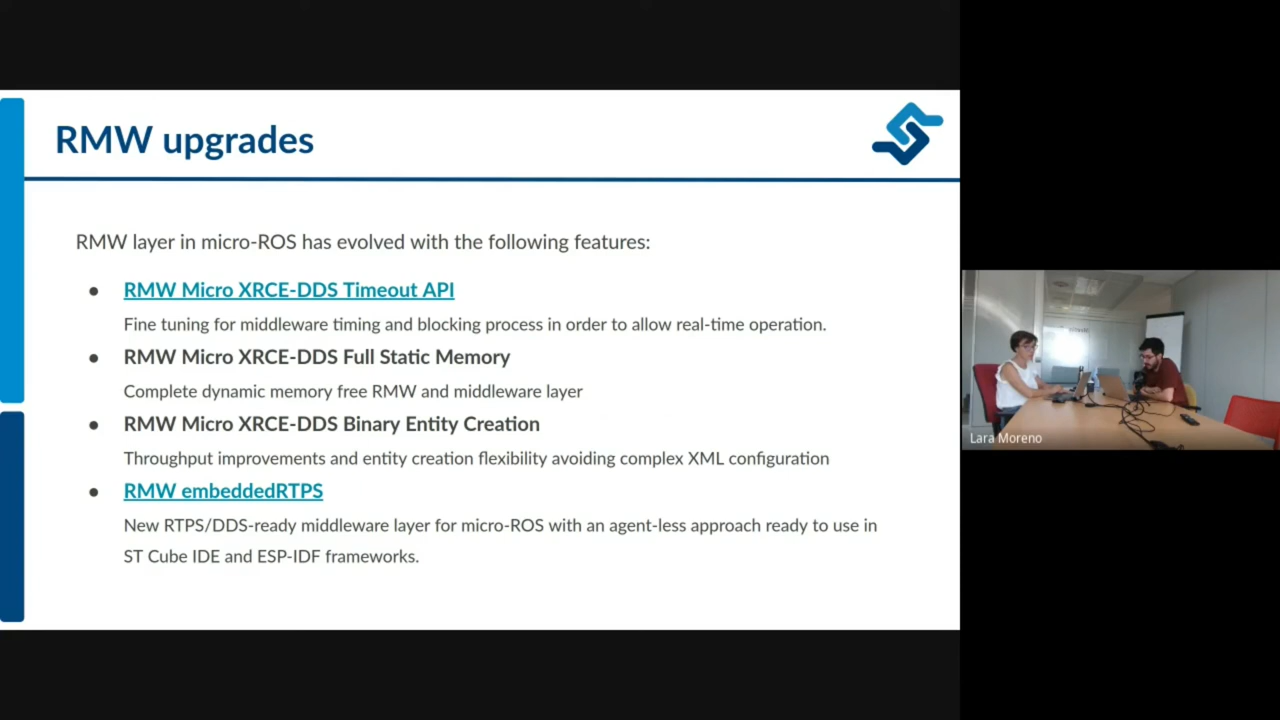 RMW upgrades
RMW layer in micro-ROS has evolved with the following features:
● RMW Micro XRCE-DDS Timeout API
Fine tuning for middleware timing and blocking process in order to allow real-time operation.
● RMW Micro XRCE-DDS Full Static Memory
Complete dynamic memory free RMW and middleware layer
● RMW Micro XRCE-DDS Binary Entity Creation
Throughput improvements and entity creation flexibility avoiding complex XML configuration
● RMW embeddedRTPS
New RTPS/DDS-ready middleware layer for micro-ROS with an agent-less approach ready to use in
ST Cube IDE and ESP-IDF frameworks.
Lara Moreno